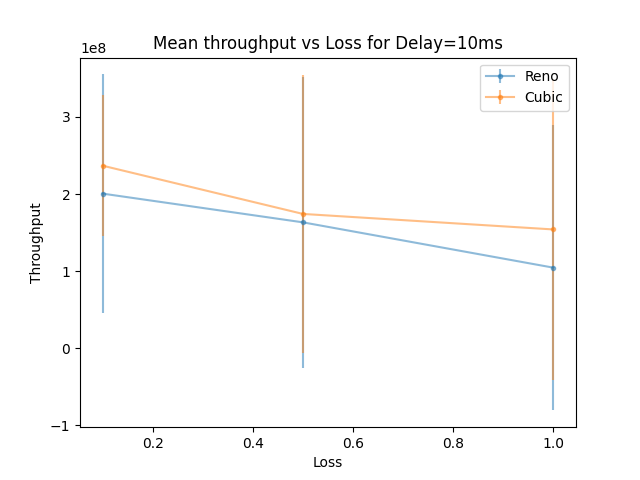 Mean throughput vs Loss for Delay=10ms
1e8
Reno
Cubic
3
2
1
0
−1
Throughput
0.2 0.4 0.6 0.8 1.0
Loss